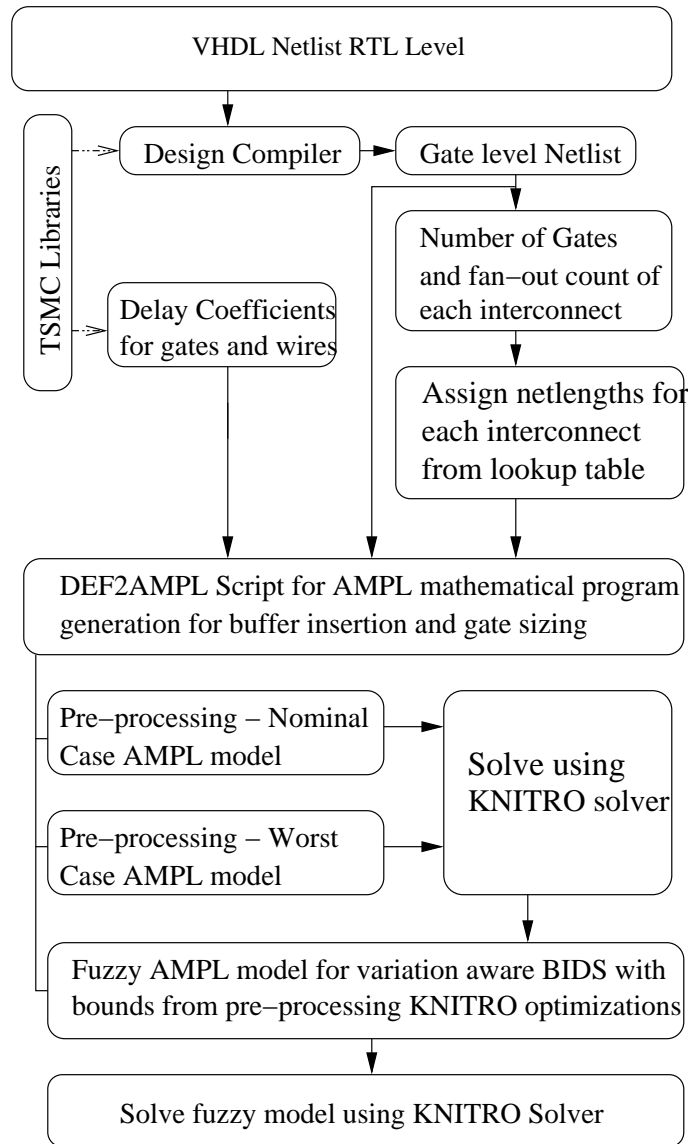 VHDL Netlist RTL Level
TSMC Libraries
Design Compiler
Gate level Netlist
Number of Gates
and fan−out count of
each interconnect
Delay Coefficients
for gates and wires
Assign netlengths for
each interconnect
from lookup table
DEF2AMPL Script for AMPL mathematical program
generation for buffer insertion and gate sizing
Pre−processing − Nominal
Case AMPL model
Solve using
KNITRO solver
Pre−processing − Worst
Case AMPL model
Fuzzy AMPL model for variation aware BIDS with
bounds from pre−processing KNITRO optimizations
Solve fuzzy model using KNITRO Solver